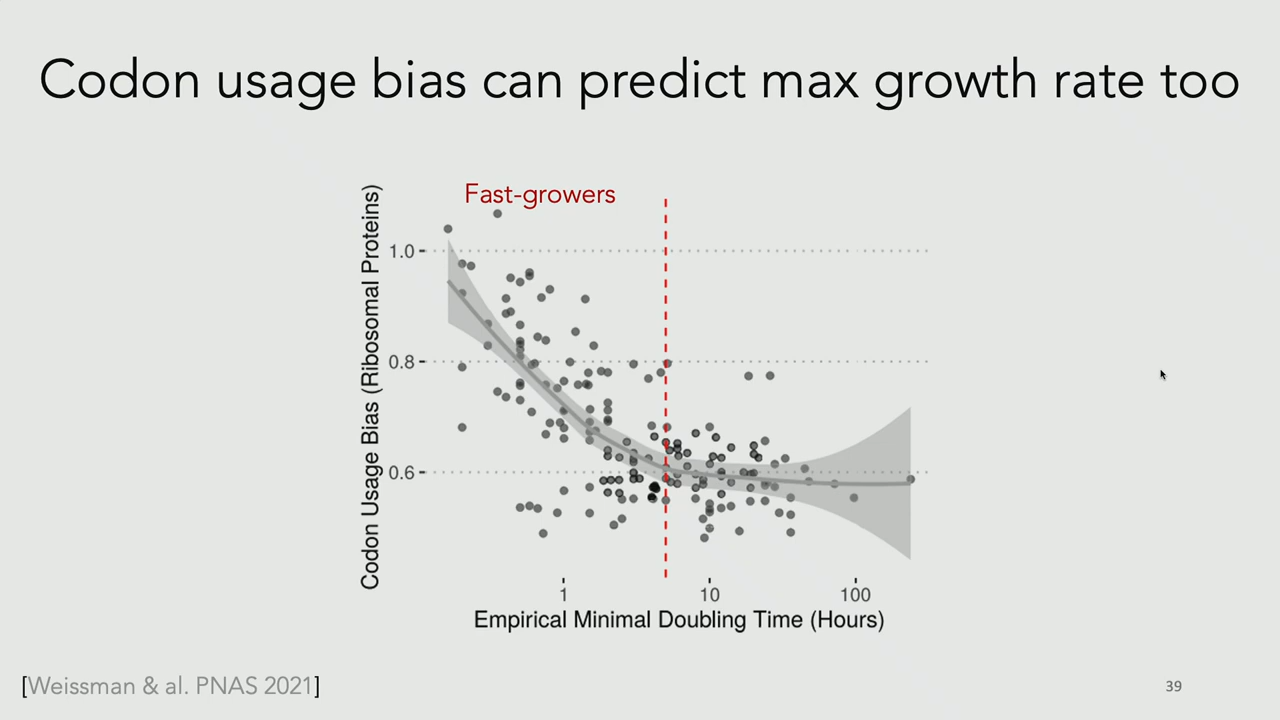 Codon usage bias can predict max growth rate too
Fast-growers
Codon Usage Bias (Ribosomal Proteins)
1.0
0.8
0.6
1 10 100
Empirical Minimal Doubling Time (Hours)
[Weissman & al. PNAS 2021]
39